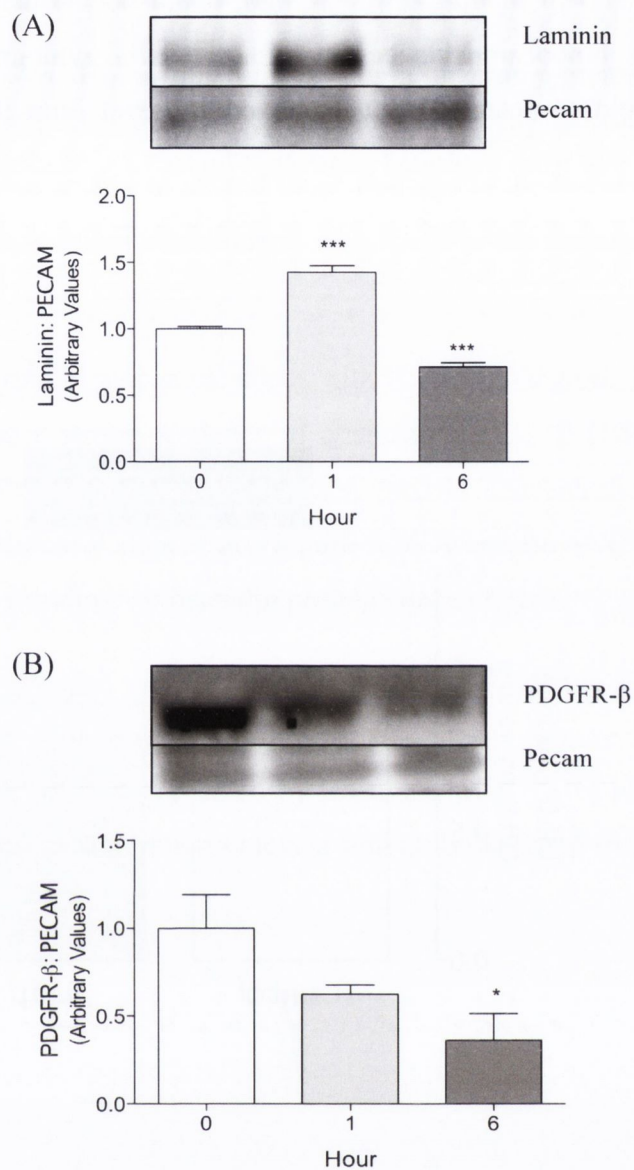 (A)
Laminin
Pecam
2.0
1.5
1.0
0.5
0.0
Laminin: PECAM
(Arbitrary Values)
***
***
0 1 6
Hour
(B)
PDGFR-β
Pecam
1.5
1.0
0.5
0.0
PDGFR-β: PECAM
(Arbitrary Values)
*
0 1 6
Hour